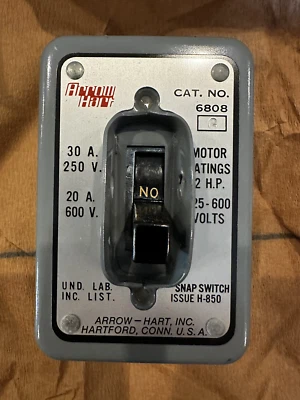 Arrow
Hart
CAT. NO.
6808
30 A.
250 V.
20 A.
600 V.
NO
MOTOR
ATINGS
2 H.P.
25-600
VOLTS
UND. LAB.
INC. LIST.
SNAP SWITCH
ISSUE H-850
ARROW-HART, INC.
HARTFORD, CONN. U.S.A.